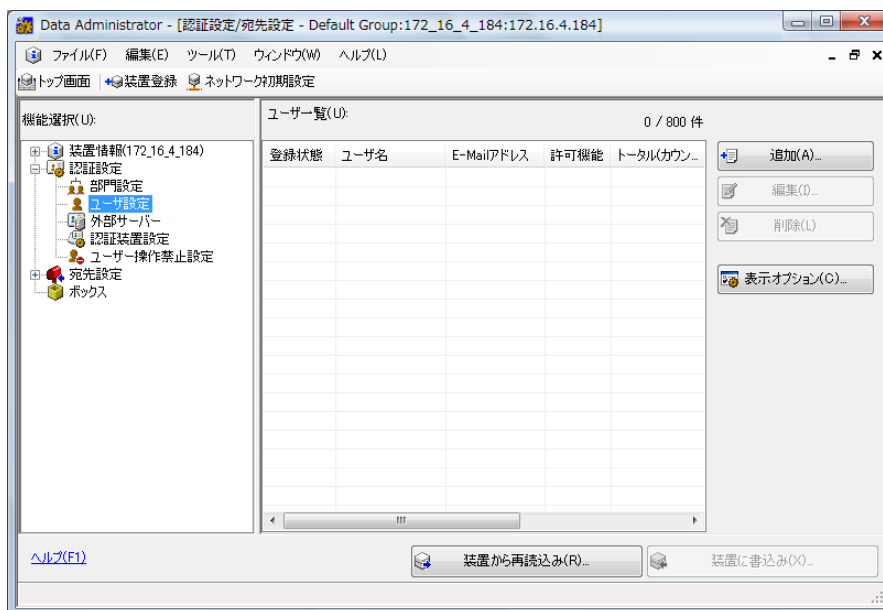 Data Administrator - [認証設定/宛先設定 - Default Group:172_16_4_184:172.16.4.184]
ファイル(F) 編集(E) ツール(T) ウィンドウ(W) ヘルプ(L)
トップ画面 装置登録 ネットワーク初期設定
機能選択(U):
装置情報(172_16_4_184)
認証設定
部門設定
ユーザ設定
外部サーバー
認証装置設定
ユーザー操作禁止設定
宛先設定
ボックス
ユーザ一覧(U):
0 / 800 件
登録状態 ユーザ名 E-Mailアドレス 許可機能 トータル(カウン...
追加(A)...
編集(I)...
削除(L)
表示オプション(C)...
ヘルプ(F1)
装置から再読込み(R)...
装置に書込み(X)...